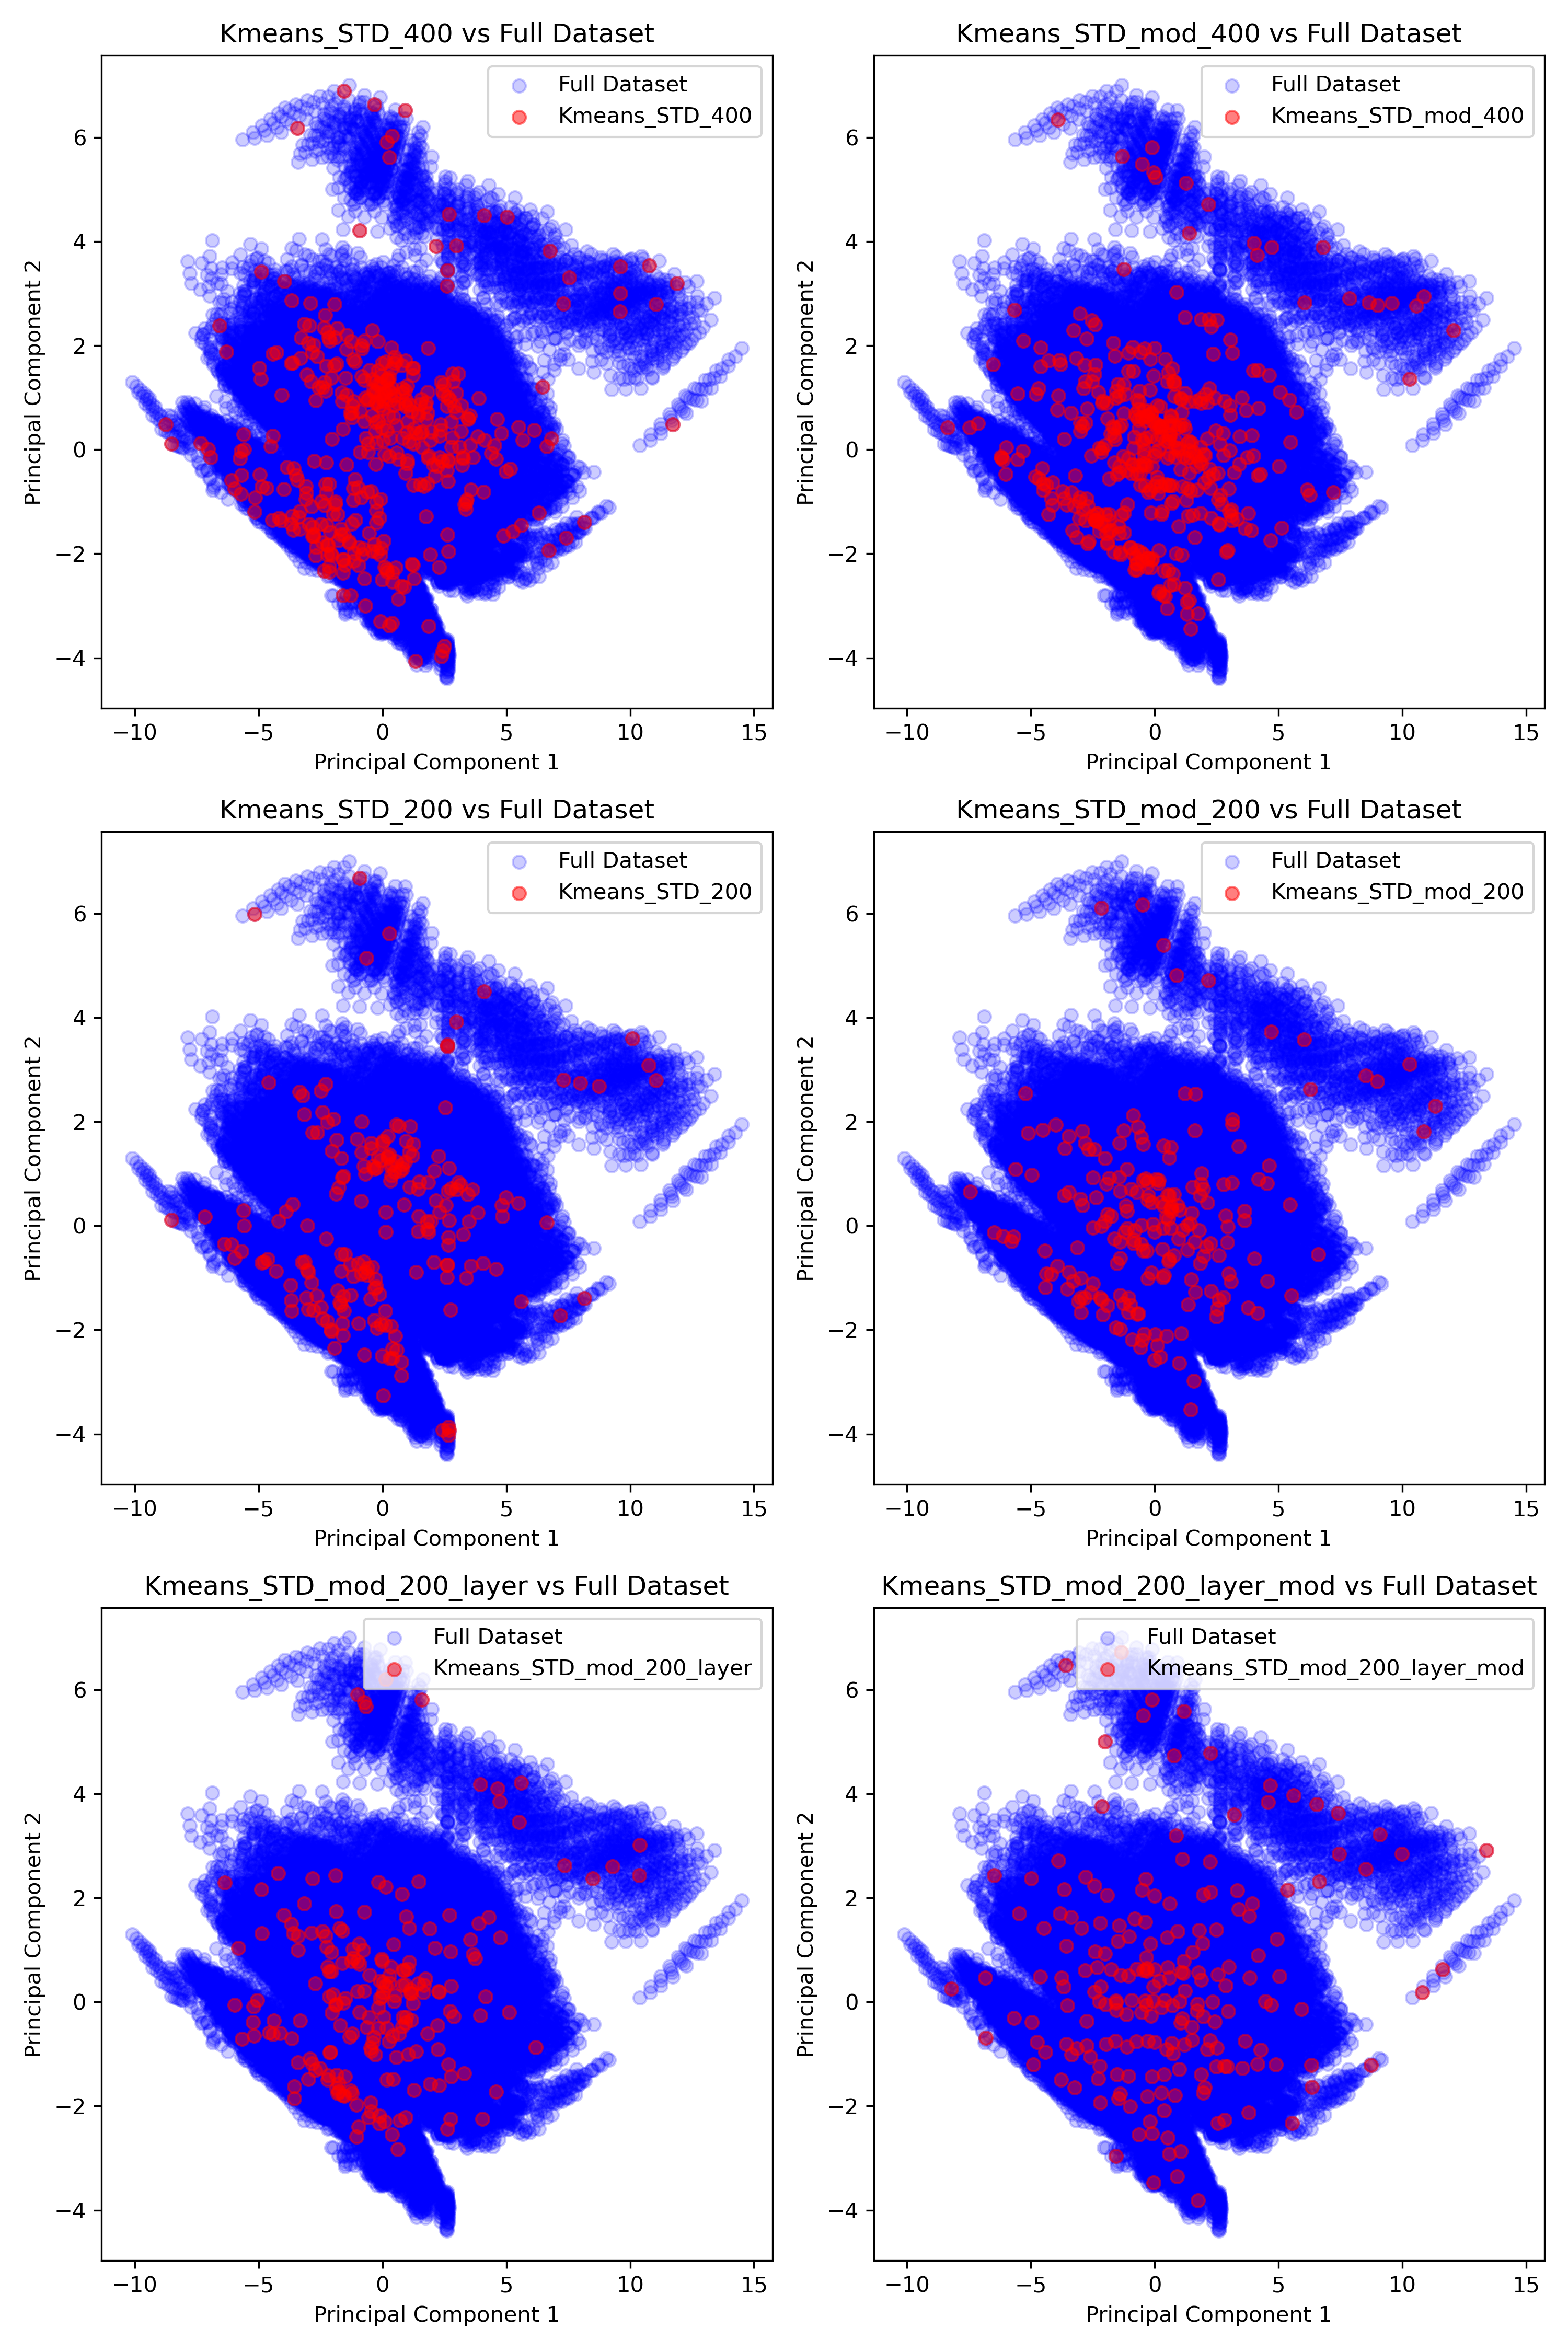 Kmeans_STD_400 vs Full Dataset
Full Dataset
Kmeans_STD_400
6
4
2
0
−2
−4
Principal Component 2
−10 −5 0 5 10 15
Principal Component 1
Kmeans_STD_mod_400 vs Full Dataset
Full Dataset
Kmeans_STD_mod_400
6
4
2
0
−2
−4
Principal Component 2
−10 −5 0 5 10 15
Principal Component 1
Kmeans_STD_200 vs Full Dataset
Full Dataset
Kmeans_STD_200
6
4
2
0
−2
−4
Principal Component 2
−10 −5 0 5 10 15
Principal Component 1
Kmeans_STD_mod_200 vs Full Dataset
Full Dataset
Kmeans_STD_mod_200
6
4
2
0
−2
−4
Principal Component 2
−10 −5 0 5 10 15
Principal Component 1
Kmeans_STD_mod_200_layer vs Full Dataset
Full Dataset
Kmeans_STD_mod_200_layer
6
4
2
0
−2
−4
Principal Component 2
−10 −5 0 5 10 15
Principal Component 1
Kmeans_STD_mod_200_layer_mod vs Full Dataset
Full Dataset
Kmeans_STD_mod_200_layer_mod
6
4
2
0
−2
−4
Principal Component 2
−10 −5 0 5 10 15
Principal Component 1